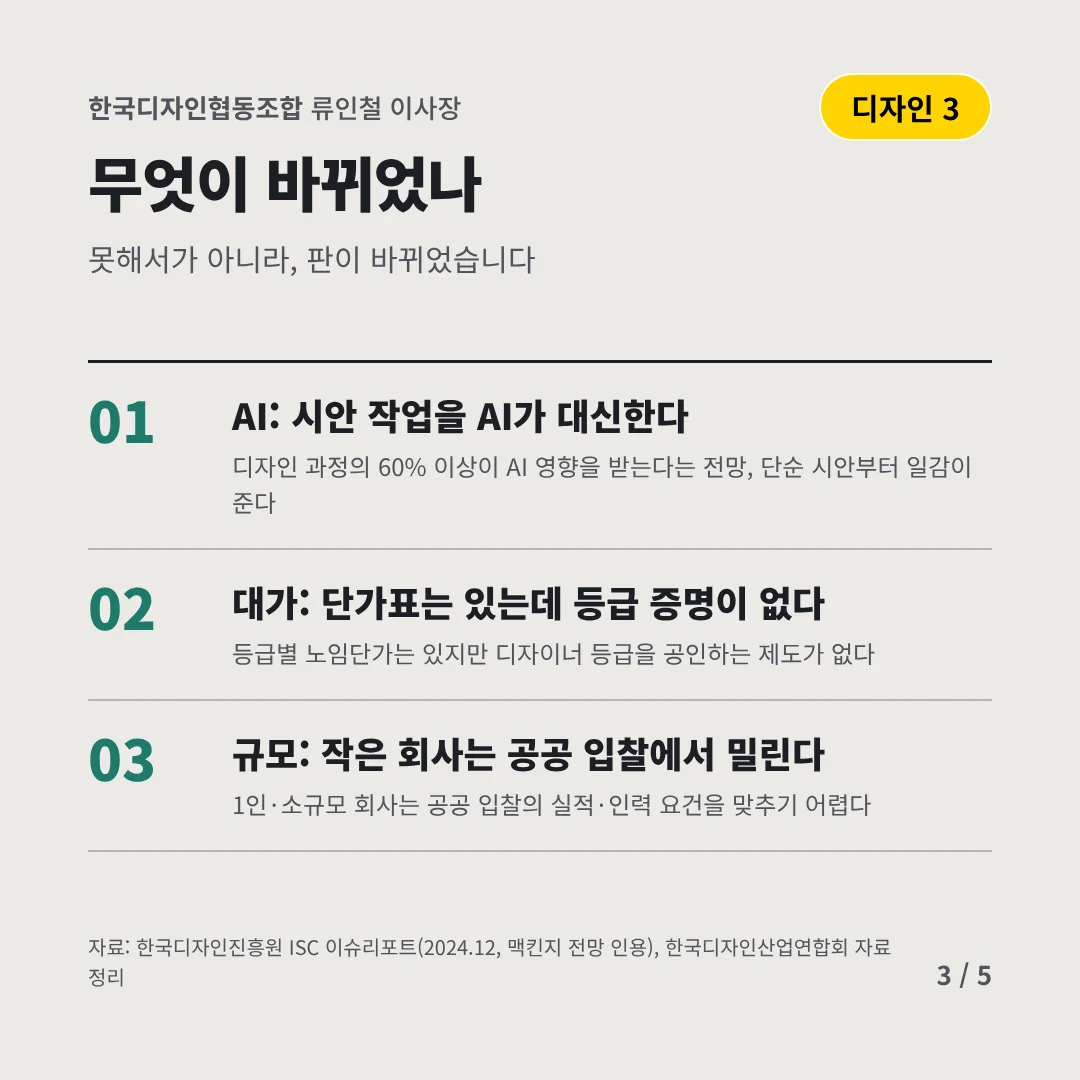 한국디자인협동조합 류인철 이사장
디자인 3
무엇이 바뀌었나
못해서가 아니라, 판이 바뀌었습니다
01
AI: 시안 작업을 AI가 대신한다
디자인 과정의 60% 이상이 AI 영향을 받는다는 전망, 단순 시안부터 일감이
준다
02
대가: 단가표는 있는데 등급 증명이 없다
등급별 노임단가는 있지만 디자이너 등급을 공인하는 제도가 없다
03
규모: 작은 회사는 공공 입찰에서 밀린다
1인·소규모 회사는 공공 입찰의 실적·인력 요건을 맞추기 어렵다
자료: 한국디자인진흥원 ISC 이슈리포트(2024.12, 맥킨지 전망 인용), 한국디자인산업연합회 자료
정리
3 / 5